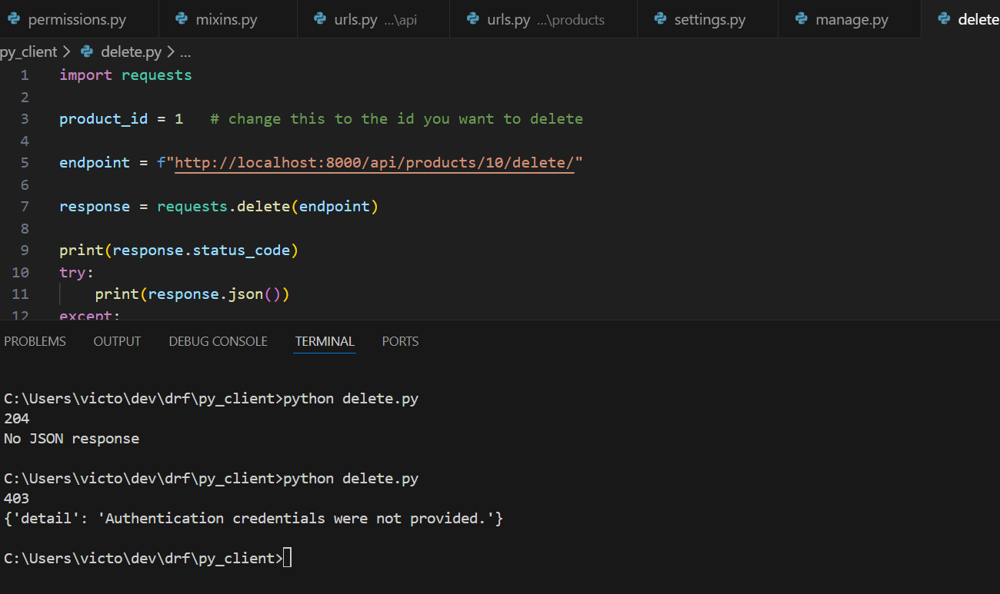 permissions.py mixins.py urls.py ...\api urls.py ...\products settings.py manage.py delete
py_client > delete.py > ...
1 import requests
2
3 product_id = 1 # change this to the id you want to delete
4
5 endpoint = f"http://localhost:8000/api/products/10/delete/"
6
7 response = requests.delete(endpoint)
8
9 print(response.status_code)
10 try:
11 print(response.json())
12 except:
PROBLEMS OUTPUT DEBUG CONSOLE TERMINAL PORTS
C:\Users\victo\dev\drf\py_client>python delete.py
204
No JSON response
C:\Users\victo\dev\drf\py_client>python delete.py
403
{'detail': 'Authentication credentials were not provided.'}
C:\Users\victo\dev\drf\py_client>